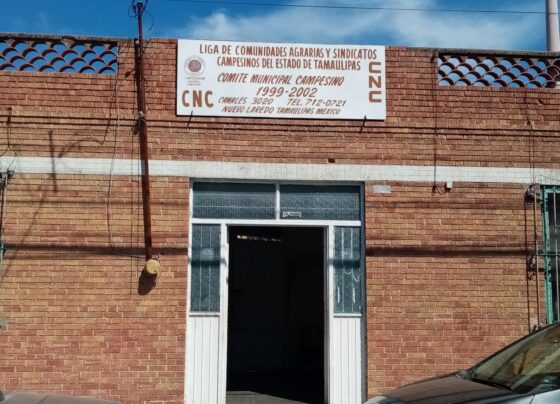 LIGA DE COMUNIDADES AGRARIAS Y SINDICATOS
CAMPESINOS DEL ESTADO DE TAMAULIPAS
COMITE MUNICIPAL CAMPESINO
1999-2002
CNC
CANALES 3020 TEL. 712-0721
NUEVO LAREDO TAMAULIPAS MEXICO
CNC